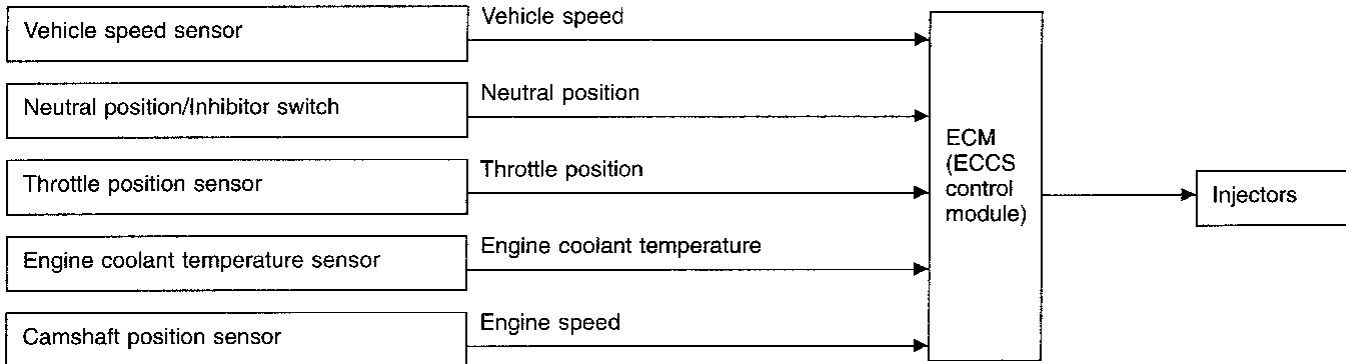 Vehicle speed sensor
Vehicle speed
Neutral position/Inhibitor switch
Neutral position
Throttle position sensor
Throttle position
Engine coolant temperature sensor
Engine coolant temperature
Camshaft position sensor
Engine speed
ECM
(ECCS
control
module)
Injectors